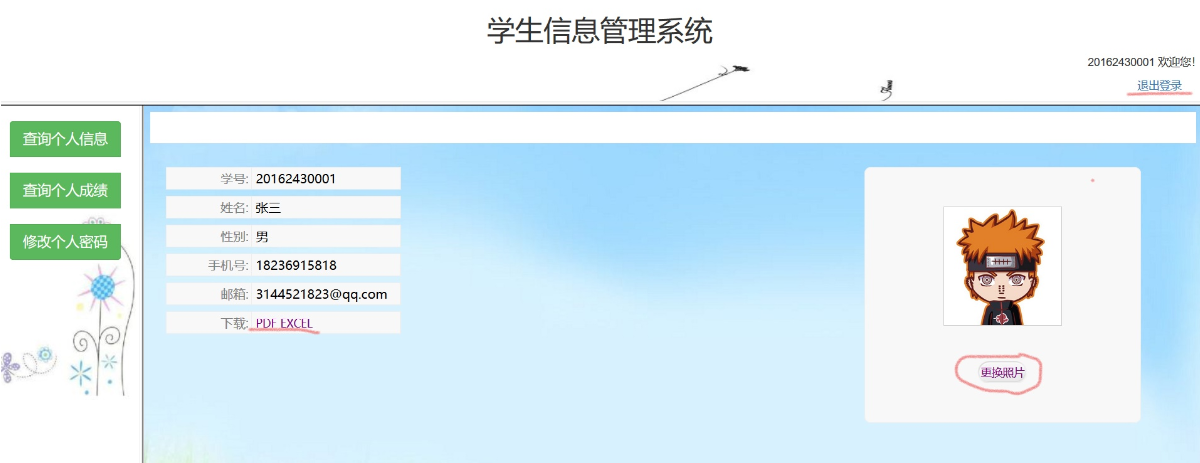 学生信息管理系统
20162430001 欢迎您!
退出登录
查询个人信息
查询个人成绩
修改个人密码
学号: 20162430001
姓名: 张三
性别: 男
手机号: 18236915818
邮箱: 3144521823@qq.com
下载: PDF EXCEL
更换照片